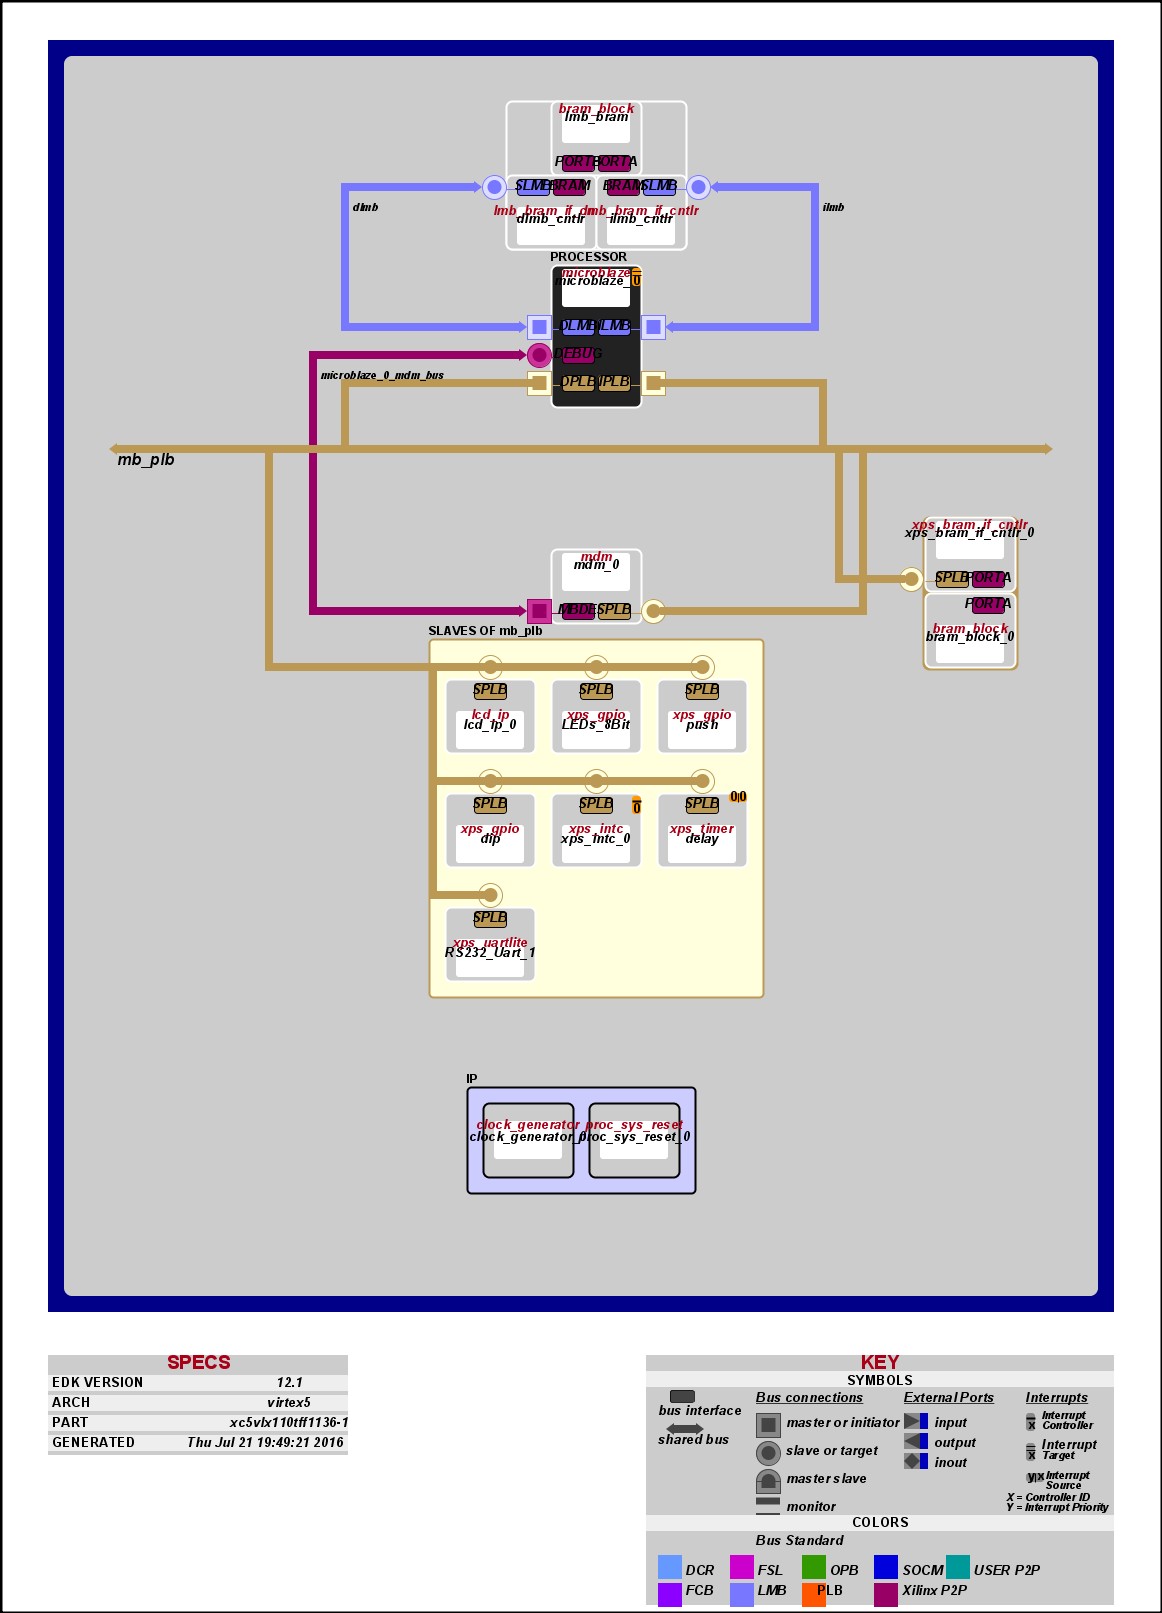 bram_block
lmb_bram
PORTB PORTA
SLMB BRAM BRAM SLMB
lmb_bram_if_cntlr lmb_bram_if_cntlr
dlmb_cntlr ilmb_cntlr
dlmb
ilmb
PROCESSOR
microblaze
microblaze_0
0
DLMB ILMB
DEBUG
microblaze_0_mdm_bus
DPLB IPLB
mb_plb
xps_bram_if_cntlr
xps_bram_if_cntlr_0
SPLB PORTA
PORTA
bram_block
bram_block_0
mdm
mdm_0
MBDE SPLB
SLAVES OF mb_plb
SPLB SPLB SPLB
lcd_ip xps_gpio xps_gpio
lcd_ip_0 LEDs_8Bit push
SPLB 0 SPLB SPLB 0|0
xps_gpio xps_intc xps_timer
dip xps_intc_0 delay
SPLB
xps_uartlite
RS232_Uart_1
IP
clock_generator proc_sys_reset
clock_generator_0 proc_sys_reset_0
SPECS
EDK VERSION 12.1
ARCH virtex5
PART xc5vlx110tff1136-1
GENERATED Thu Jul 21 19:49:21 2016
KEY
SYMBOLS
bus interface
shared bus
Bus connections
master or initiator
slave or target
master slave
monitor
External Ports
input
output
inout
Interrupts
x Interrupt
Controller
x Interrupt
Target
y x Interrupt
Source
X = Controller ID
Y = Interrupt Priority
COLORS
Bus Standard
DCR FSL OPB SOCM USER P2P
FCB LMB PLB Xilinx P2P